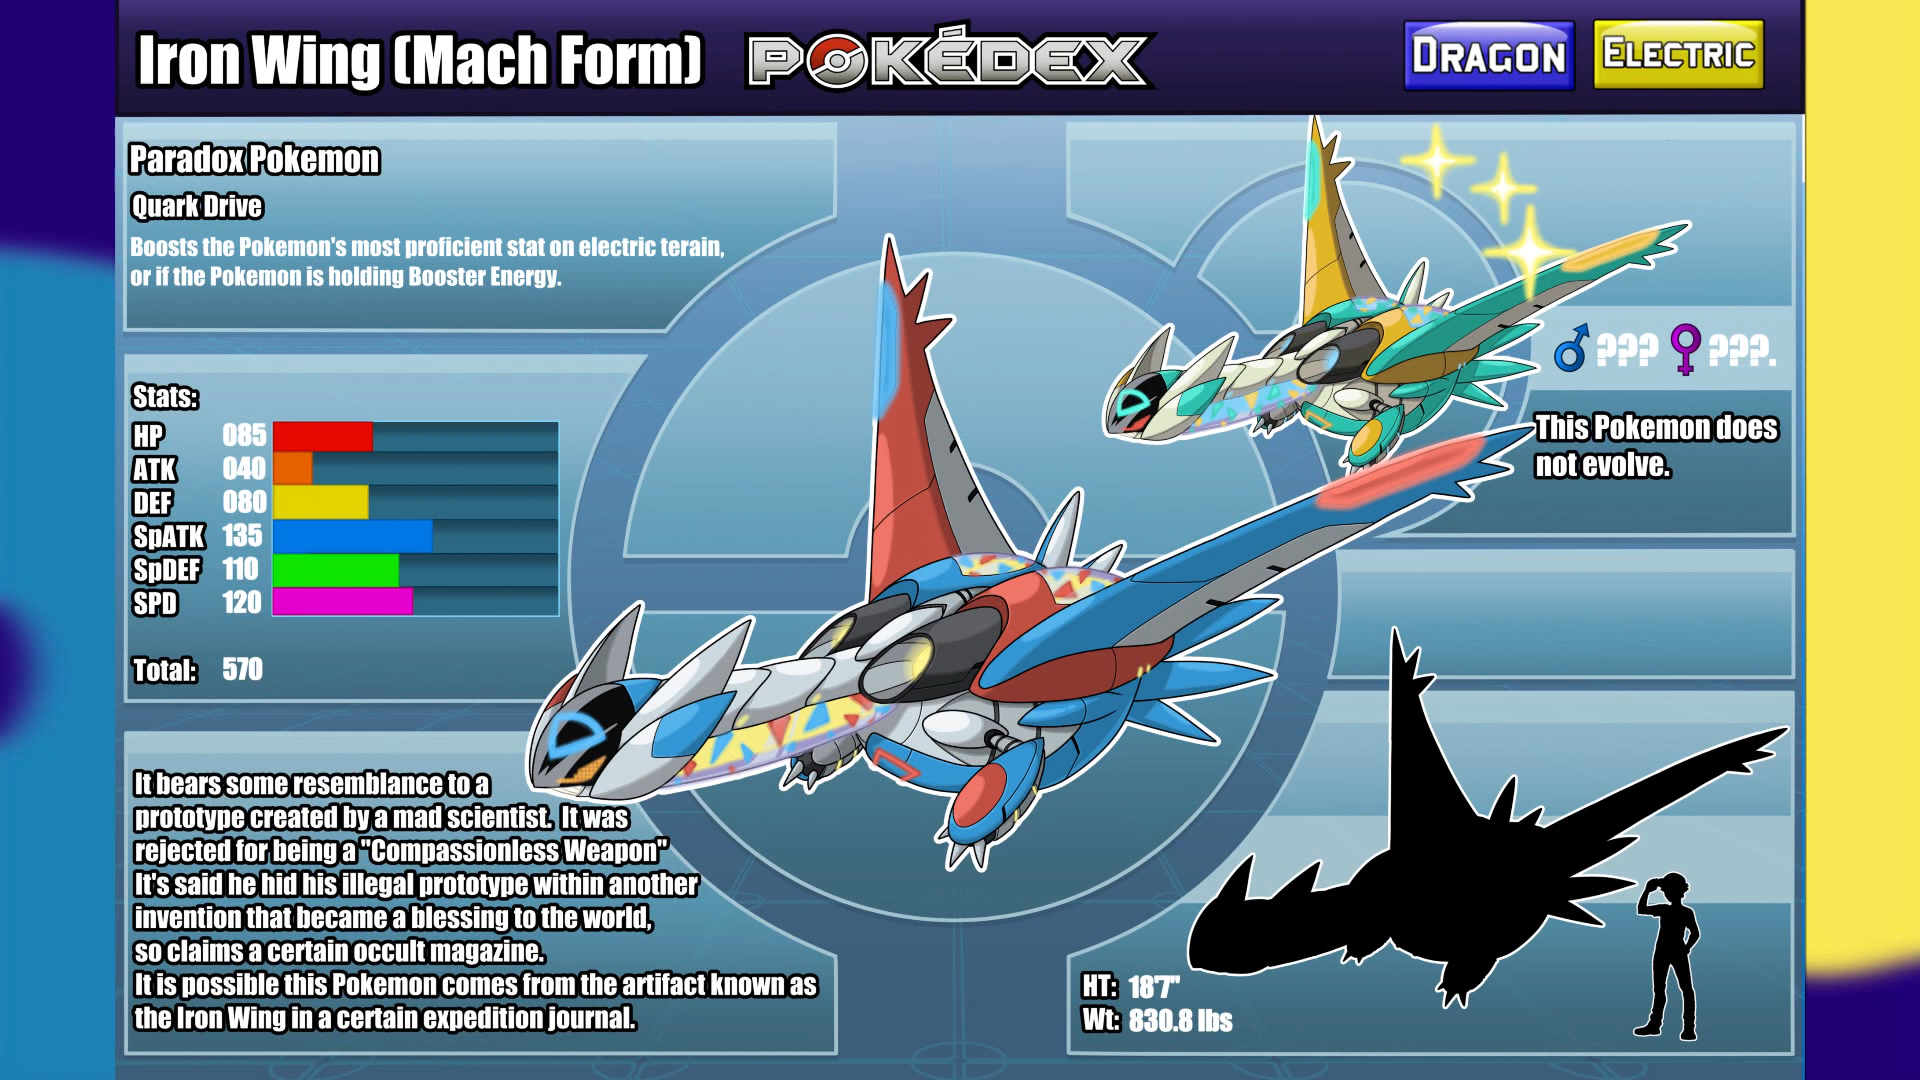 Iron Wing (Mach Form)
POKÉDEX
DRAGON
ELECTRIC
Paradox Pokemon
Quark Drive
Boosts the Pokemon's most proficient stat on electric terain,
or if the Pokemon is holding Booster Energy.
♂ ??? ♀ ???.
This Pokemon does
not evolve.
Stats:
HP 085
ATK 040
DEF 080
SpATK 135
SpDEF 110
SPD 120
Total: 570
It bears some resemblance to a
prototype created by a mad scientist. It was
rejected for being a "Compassionless Weapon"
It's said he hid his illegal prototype within another
invention that became a blessing to the world,
so claims a certain occult magazine.
It is possible this Pokemon comes from the artifact known as
the Iron Wing in a certain expedition journal.
HT: 18'7"
Wt: 830.8 lbs